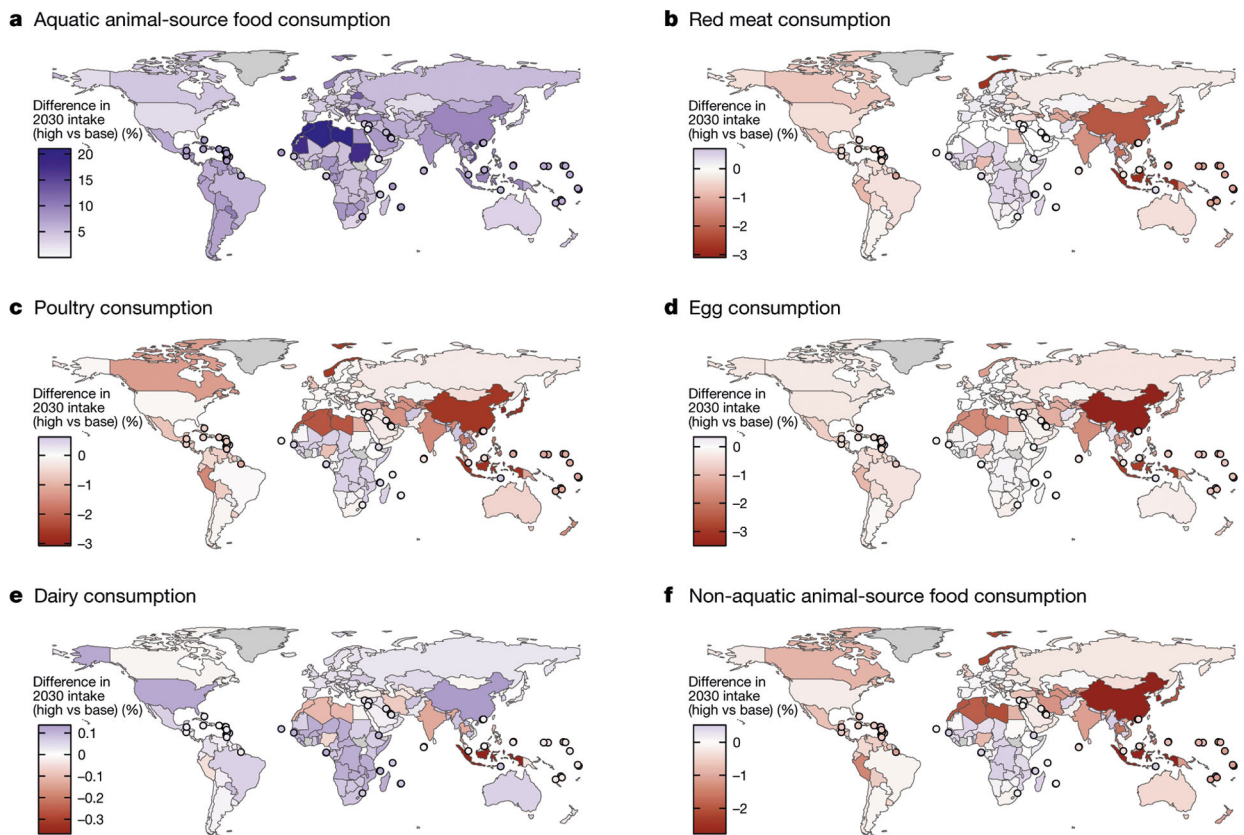 a Aquatic animal-source food consumption
Difference in
2030 intake
(high vs base) (%)
20
15
10
5
b Red meat consumption
Difference in
2030 intake
(high vs base) (%)
0
–1
–2
–3
c Poultry consumption
Difference in
2030 intake
(high vs base) (%)
0
–1
–2
–3
d Egg consumption
Difference in
2030 intake
(high vs base) (%)
0
–1
–2
–3
e Dairy consumption
Difference in
2030 intake
(high vs base) (%)
0.1
0
–0.1
–0.2
–0.3
f Non-aquatic animal-source food consumption
Difference in
2030 intake
(high vs base) (%)
0
–1
–2